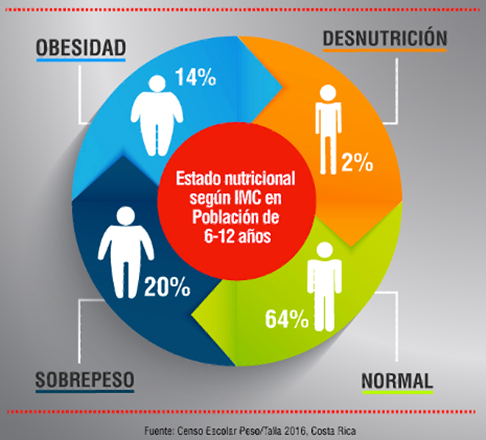 OBESIDAD
DESNUTRICIÓN
14%
2%
Estado nutricional
según IMC en
Población de
6-12 años
20%
64%
SOBREPESO
NORMAL
Fuente: Censo Escolar Peso/Talla 2016, Costa Rica